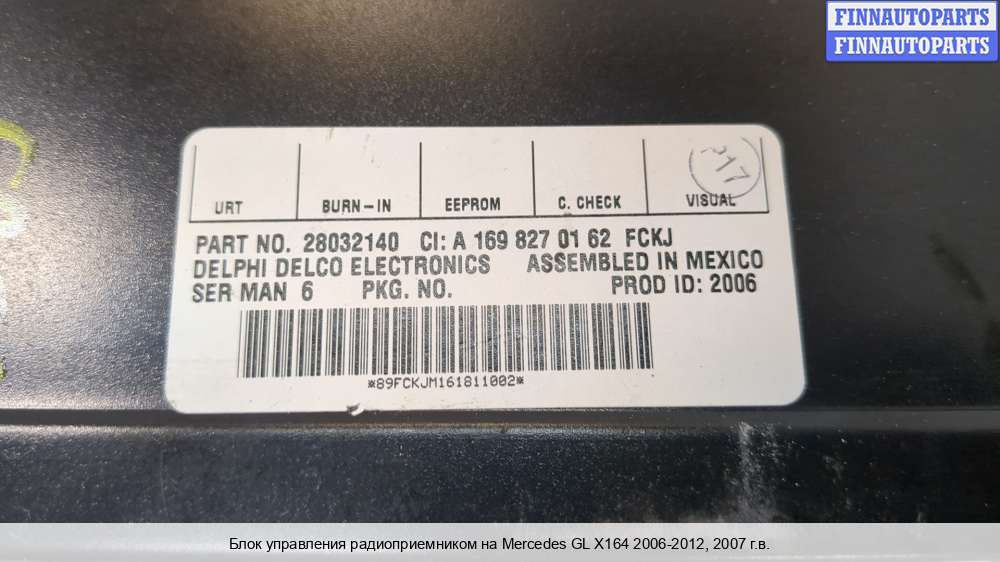 FINNAUTOPARTS
FINNAUTOPARTS
P17
URT BURN-IN EEPROM C. CHECK VISUAL
PART NO. 28032140 CI: A 169 827 01 62 FCKJ
DELPHI DELCO ELECTRONICS ASSEMBLED IN MEXICO
SER MAN 6 PKG. NO. PROD ID: 2006
*89FCKJM161811002*
Блок управления радиоприемником на Mercedes GL X164 2006-2012, 2007 г.в.